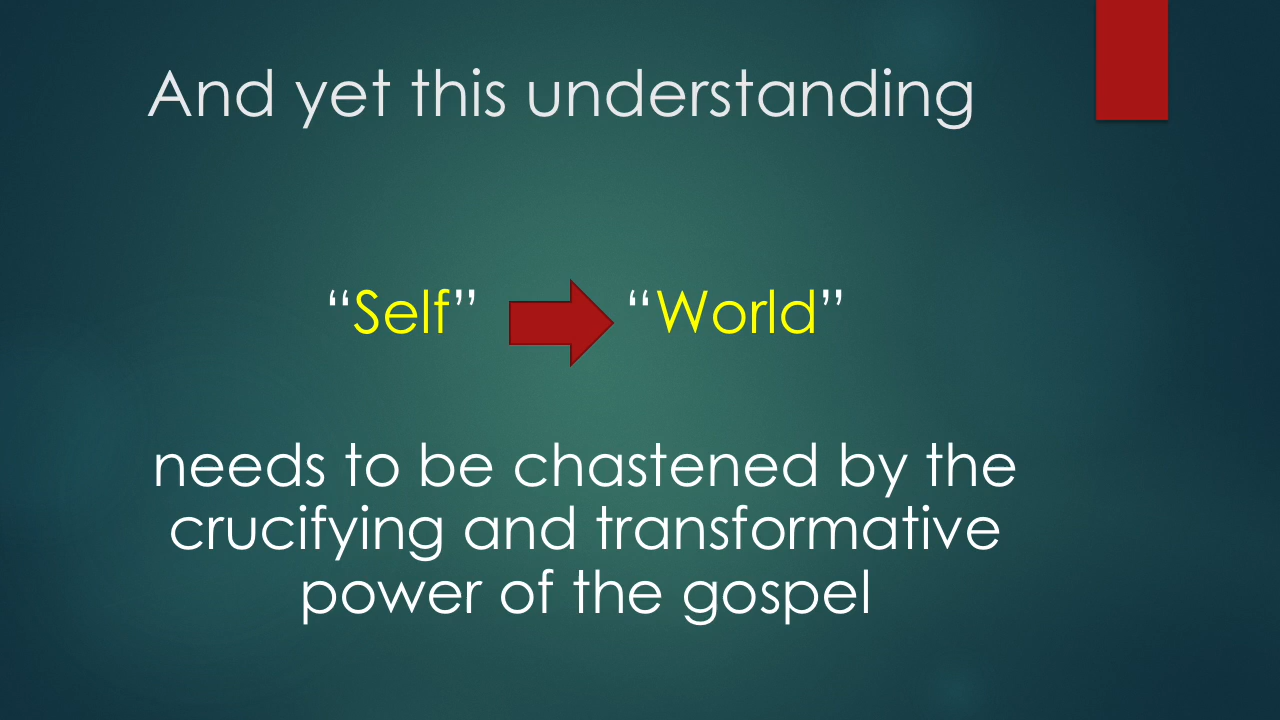 And yet this understanding
“Self” “World”
needs to be chastened by the
crucifying and transformative
power of the gospel